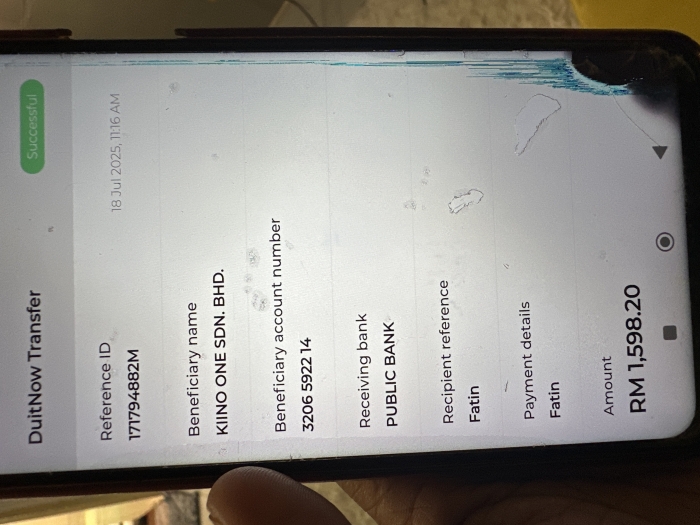 DuitNow Transfer
Successful
Reference ID
18 Jul 2025, 11:16 AM
171794882M
Beneficiary name
KIINO ONE SDN. BHD.
Beneficiary account number
3206 5922 14
Receiving bank
PUBLIC BANK
Recipient reference
Fatin
Payment details
Fatin
Amount
RM 1,598.20